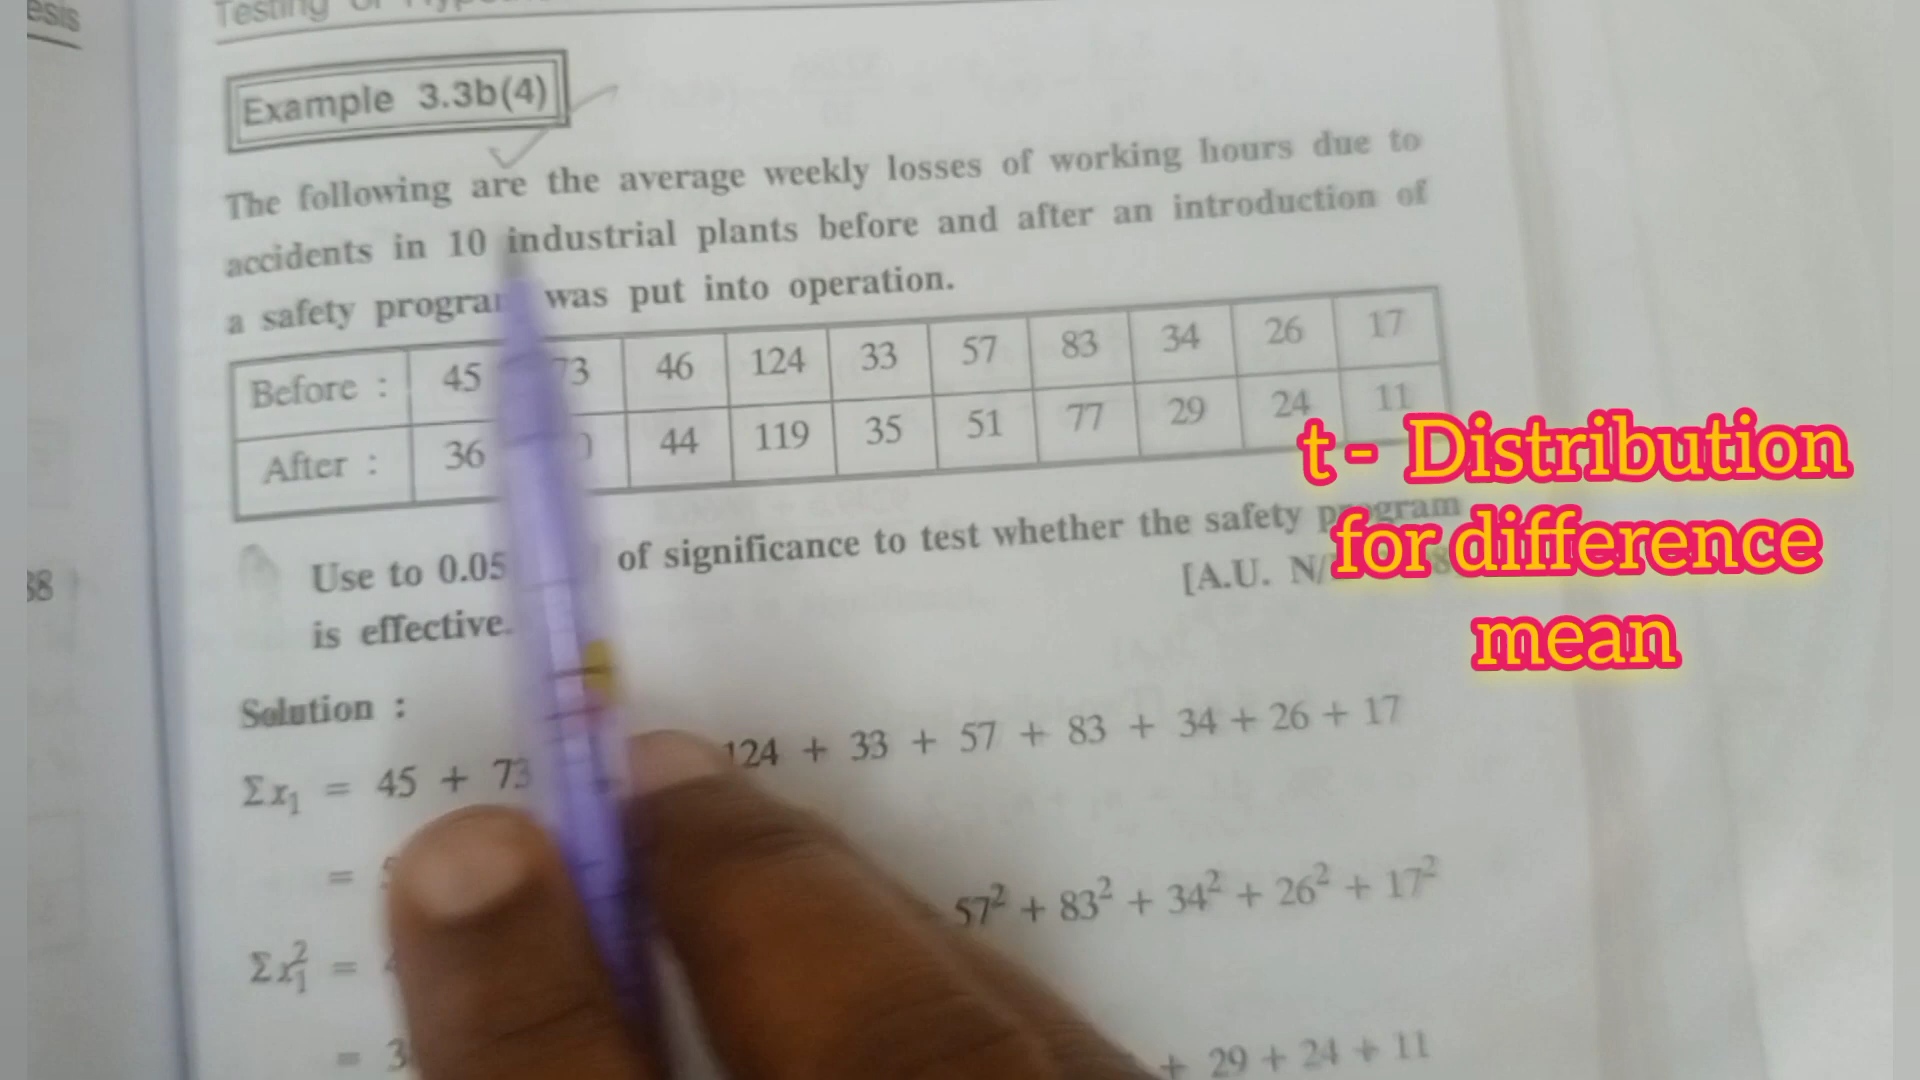 esis
Testing of
Example 3.3b(4)
The following are the average weekly losses of working hours due to
accidents in 10 industrial plants before and after an introduction of
a safety was put into operation.
Before : 45 46 124 33 57 83 34 26 17
After : 36 44 119 35 51 77 29 24 11
Use to 0.05 of significance to test whether the safety program
is effective. [A.U.
38
Solution :
Σx₁ = 45 + 73 124 + 33 + 57 + 83 + 34 + 26 + 17
=
Σx₁² = 57² + 83² + 34² + 26² + 17²
= 3
+ 29 + 24 + 11
t - Distribution
for difference
mean